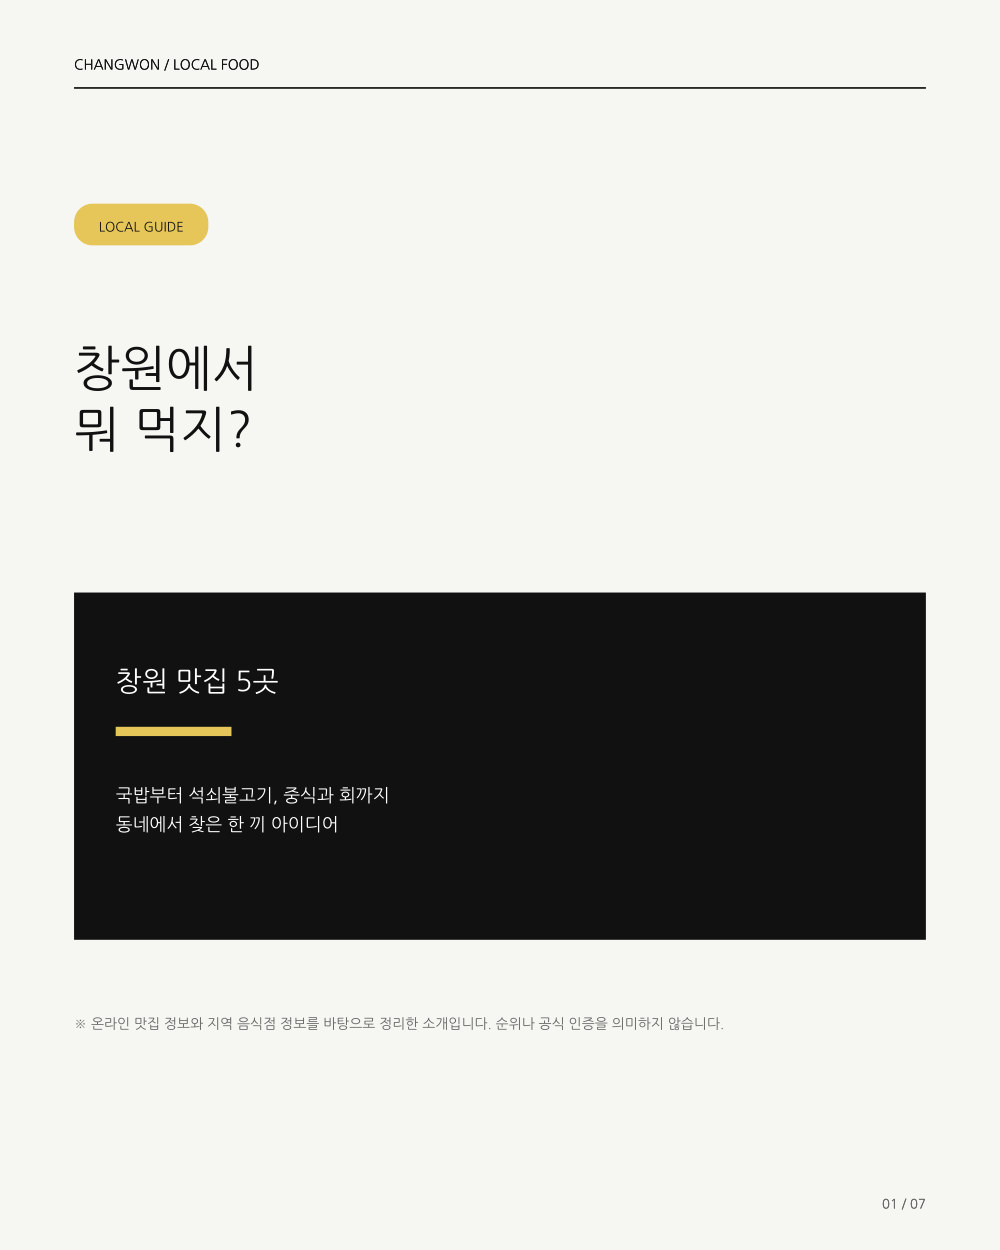 CHANGWON / LOCAL FOOD
LOCAL GUIDE
창원에서
뭐 먹지?
창원 맛집 5곳
국밥부터 석쇠불고기, 중식과 회까지
동네에서 찾은 한 끼 아이디어
※ 온라인 맛집 정보와 지역 음식점 정보를 바탕으로 정리한 소개입니다. 순위나 공식 인증을 의미하지 않습니다.
01 / 07